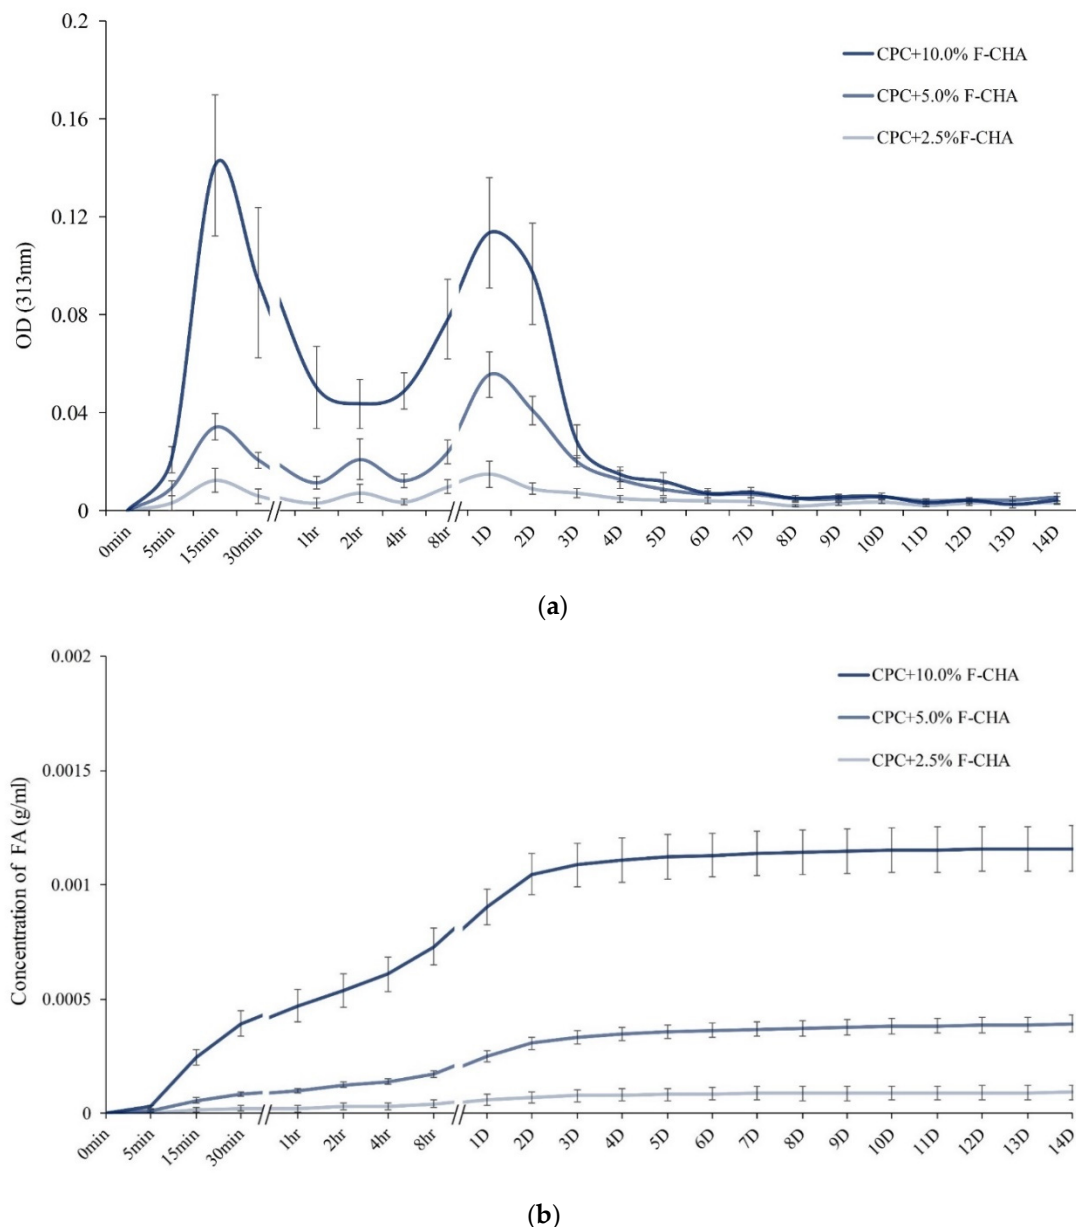 0.2
0.16
0.12
0.08
0.04
0
OD (313nm)
CPC+10.0% F-CHA
CPC+5.0% F-CHA
CPC+2.5%F-CHA
0min 5min 15min 30min 1hr 2hr 4hr 8hr 1D 2D 3D 4D 5D 6D 7D 8D 9D 10D 11D 12D 13D 14D
(a)
0.002
0.0015
0.001
0.0005
0
Concentration of FA (g/ml)
CPC+10.0% F-CHA
CPC+5.0% F-CHA
CPC+2.5% F-CHA
0min 5min 15min 30min 1hr 2hr 4hr 8hr 1D 2D 3D 4D 5D 6D 7D 8D 9D 10D 11D 12D 13D 14D
(b)